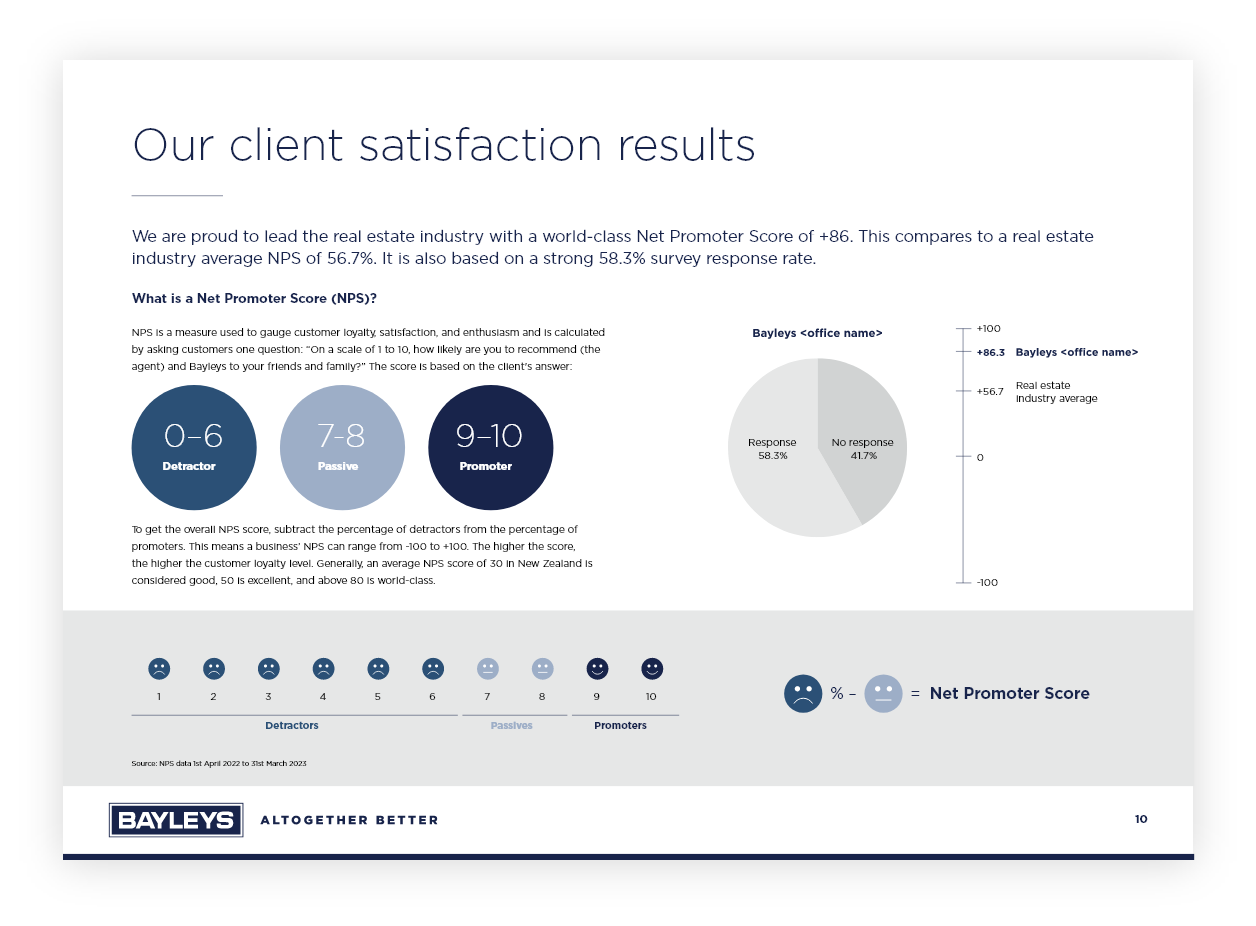 Our client satisfaction results
We are proud to lead the real estate industry with a world-class Net Promoter Score of +86. This compares to a real estate
industry average NPS of 56.7%. It is also based on a strong 58.3% survey response rate.
What is a Net Promoter Score (NPS)?
NPS is a measure used to gauge customer loyalty, satisfaction, and enthusiasm and is calculated
by asking customers one question: “On a scale of 1 to 10, how likely are you to recommend (the
agent) and Bayleys to your friends and family?” The score is based on the client’s answer:
0–6
Detractor
7-8
Passive
9–10
Promoter
To get the overall NPS score, subtract the percentage of detractors from the percentage of
promoters. This means a business’ NPS can range from -100 to +100. The higher the score,
the higher the customer loyalty level. Generally, an average NPS score of 30 in New Zealand is
considered good, 50 is excellent, and above 80 is world-class.
Bayleys <office name>
Response
58.3%
No response
41.7%
+100
+86.3 Bayleys <office name>
+56.7 Real estate
industry average
0
-100
1 2 3 4 5 6 7 8 9 10
Detractors Passives Promoters
% – = Net Promoter Score
Source: NPS data 1st April 2022 to 31st March 2023
BAYLEYS ALTOGETHER BETTER
10